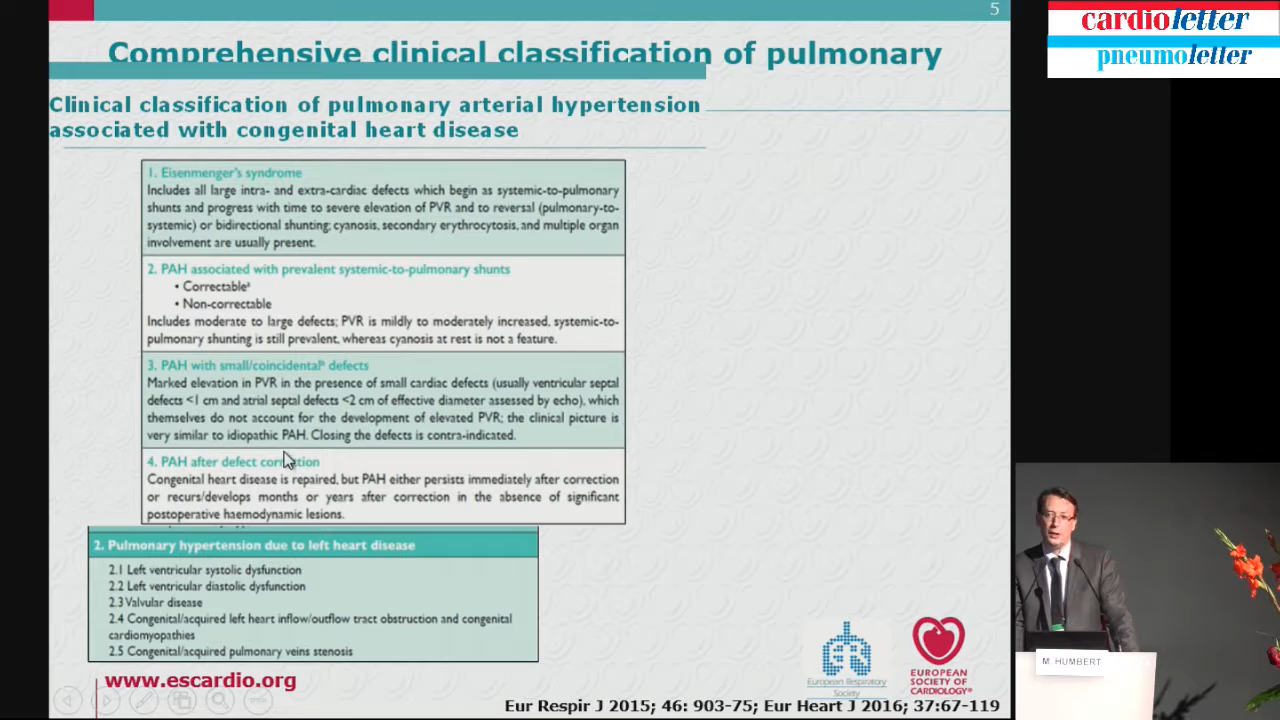 5
cardioletter
pneumoletter
Comprehensive clinical classification of pulmonary
Clinical classification of pulmonary arterial hypertension
associated with congenital heart disease
1. Eisenmenger's syndrome
Includes all large intra- and extra-cardiac defects which begin as systemic-to-pulmonary
shunts and progress with time to severe elevation of PVR and to reversal (pulmonary-to-
systemic) or bidirectional shunting; cyanosis, secondary erythrocytosis, and multiple organ
involvement are usually present.
2. PAH associated with prevalent systemic-to-pulmonary shunts
• Correctableª
• Non-correctable
Includes moderate to large defects; PVR is mildly to moderately increased, systemic-to-
pulmonary shunting is still prevalent, whereas cyanosis at rest is not a feature.
3. PAH with small/coincidentalᵇ defects
Marked elevation in PVR in the presence of small cardiac defects (usually ventricular septal
defects <1 cm and atrial septal defects <2 cm of effective diameter assessed by echo), which
themselves do not account for the development of elevated PVR; the clinical picture is
very similar to idiopathic PAH. Closing the defects is contra-indicated.
4. PAH after defect correction
Congenital heart disease is repaired, but PAH either persists immediately after correction
or recurs/develops months or years after correction in the absence of significant
postoperative haemodynamic lesions.
2. Pulmonary hypertension due to left heart disease
2.1 Left ventricular systolic dysfunction
2.2 Left ventricular diastolic dysfunction
2.3 Valvular disease
2.4 Congenital/acquired left heart inflow/outflow tract obstruction and congenital
cardiomyopathies
2.5 Congenital/acquired pulmonary veins stenosis
www.escardio.org
European Respiratory
Society
EUROPEAN
SOCIETY OF
CARDIOLOGY®
Eur Respir J 2015; 46: 903-75; Eur Heart J 2016; 37:67-119
M. HUMBERT